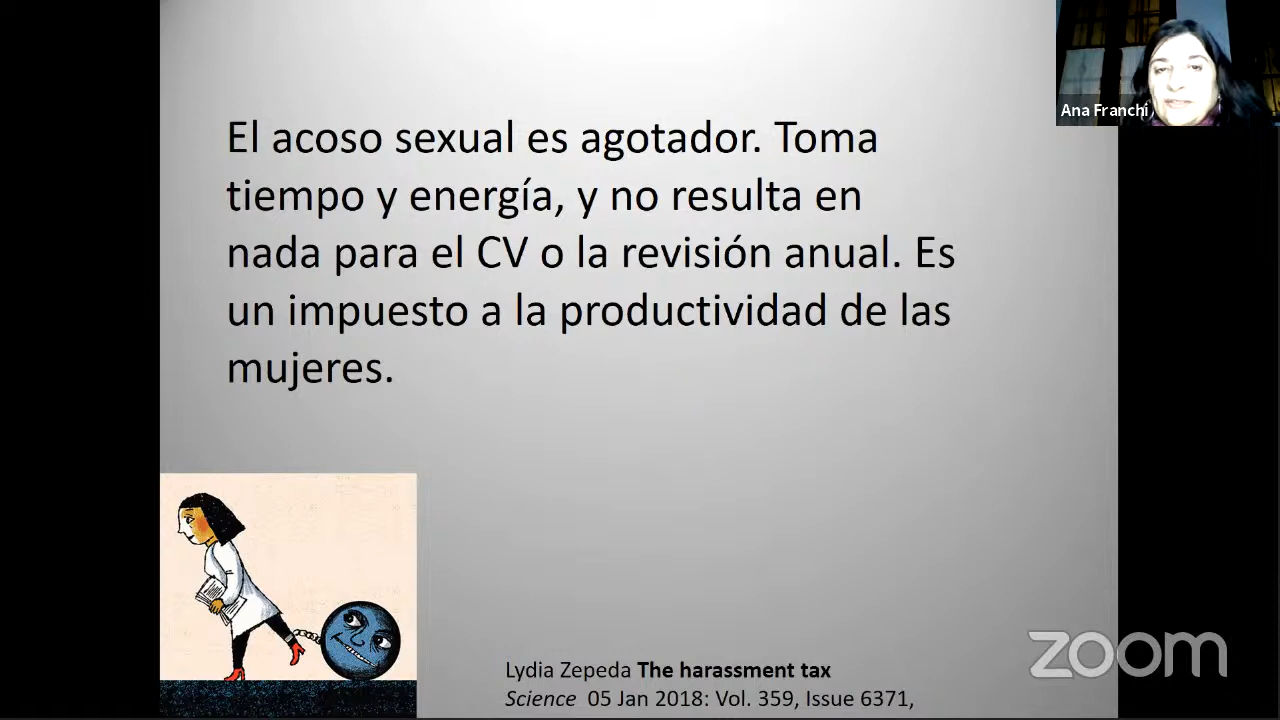 Ana Franchi
El acoso sexual es agotador. Toma
tiempo y energía, y no resulta en
nada para el CV o la revisión anual. Es
un impuesto a la productividad de las
mujeres.
zoom
Lydia Zepeda The harassment tax
Science 05 Jan 2018: Vol. 359, Issue 6371,